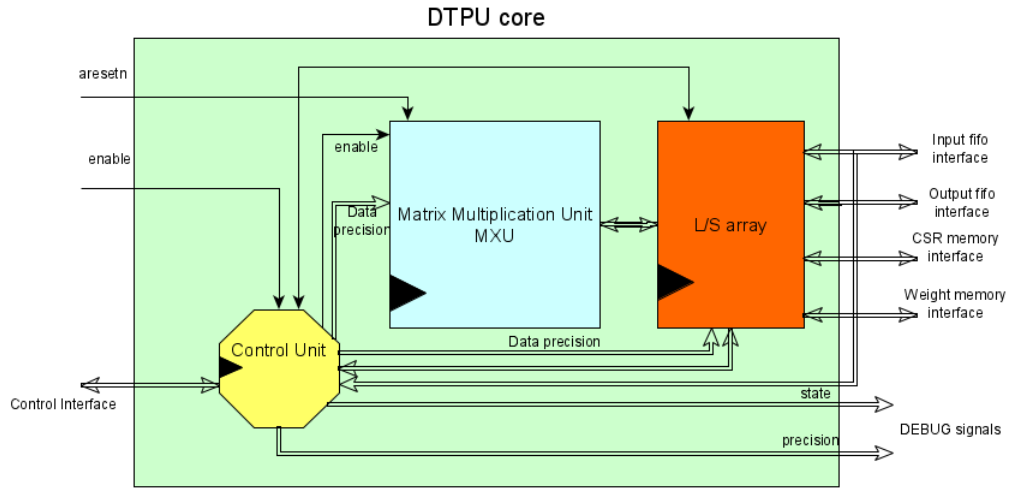 DTPU core
aresetn
enable
enable
Data
precision
Matrix Multiplication Unit
MXU
L/S array
Input fifo
interface
Output fifo
interface
CSR memory
interface
Weight memory
interface
Control Unit
Data precision
Control Interface
state
DEBUG signals
precision